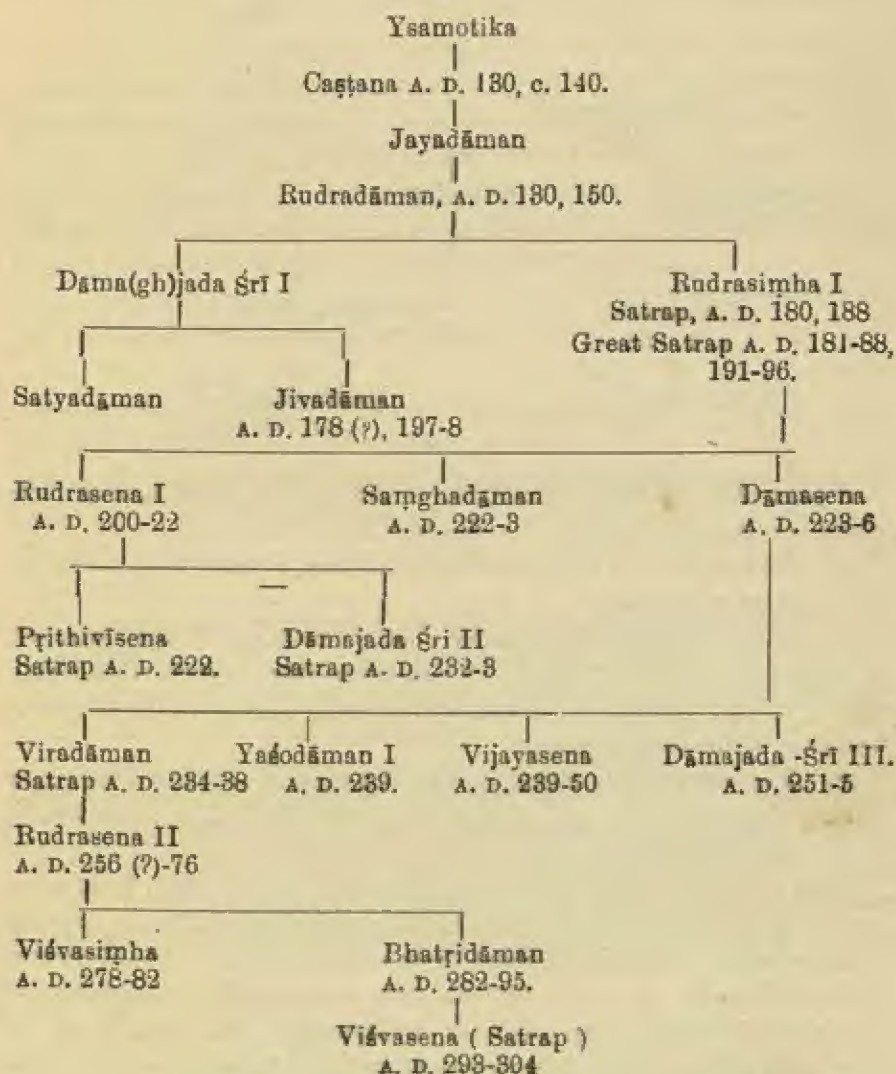 Ysamotika
Caṣṭana A. D. 130, c. 140.
Jayadāman
Rudradāman, A. D. 130, 150.
Dāma(gh)jada Śrī I
Rudrasiṃha I
Satrap, A. D. 180, 188
Great Satrap A. D. 181-88,
191-96.
Satyadāman
Jivadāman
A. D. 178 (?), 197-8
Rudrasena I
A. D. 200-22
Saṃghadāman
A. D. 222-3
Dāmasena
A. D. 223-6
Pṛithivīsena
Satrap A. D. 222.
Dāmajada Śri II
Satrap A. D. 232-3
Viradāman
Satrap A. D. 234-38
Yaśodāman I
A. D. 239.
Vijayasena
A. D. 239-50
Dāmajada -Śrī III.
A. D. 251-5
Rudrasena II
A. D. 256 (?)-76
Viśvasiṃha
A. D. 278-82
Bhatṛidāman
A. D. 282-95.
Viśvasena ( Satrap )
A. D. 293-304